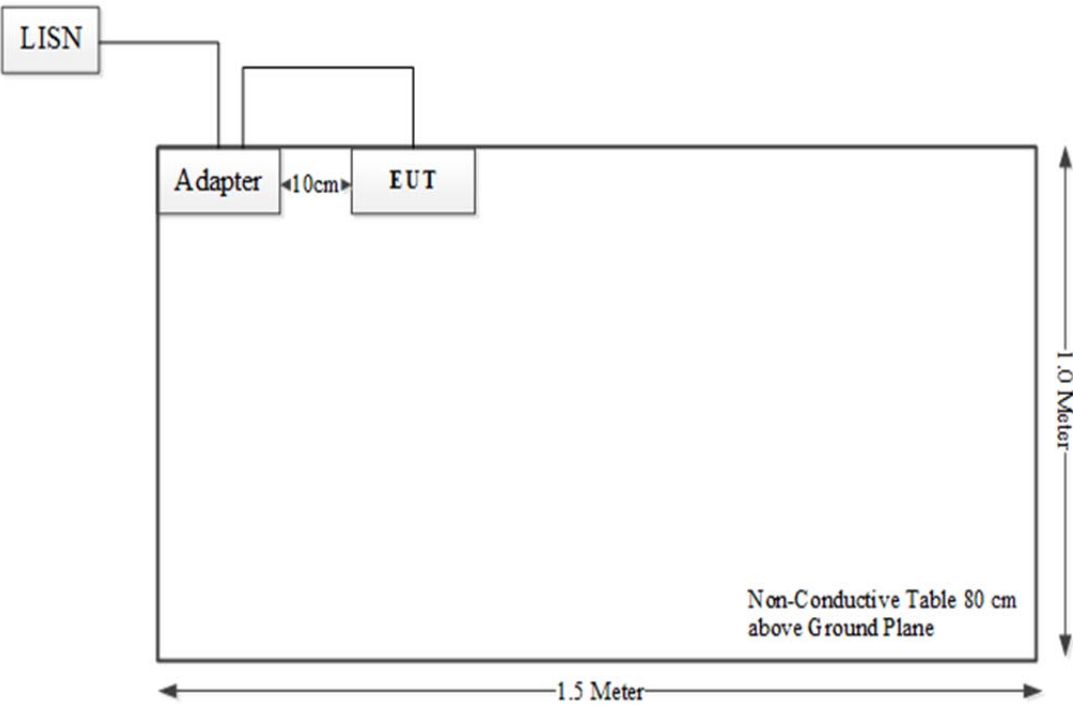 LISN
Adapter
10cm
EUT
1.0 Meter
Non-Conductive Table 80 cm
above Ground Plane
1.5 Meter